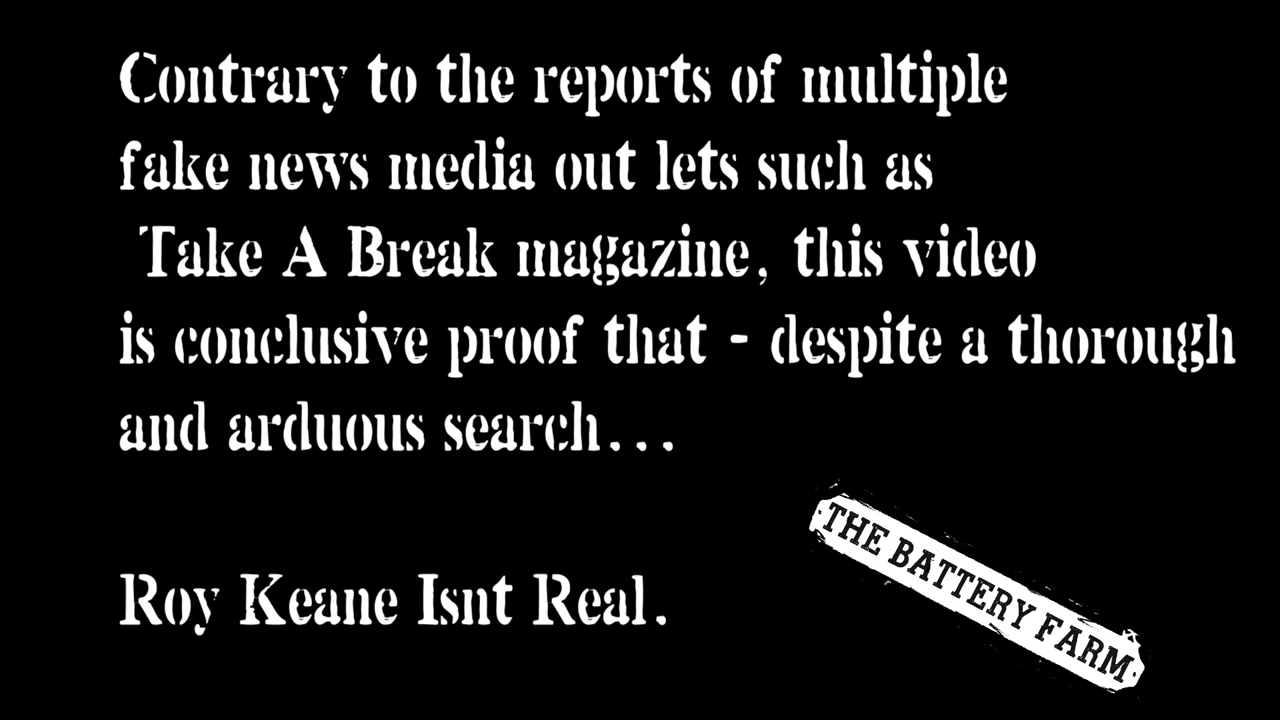 Contrary to the reports of multiple
fake news media out lets such as
Take A Break magazine, this video
is conclusive proof that - despite a thorough
and arduous search...
Roy Keane Isnt Real.
THE BATTERY FARM